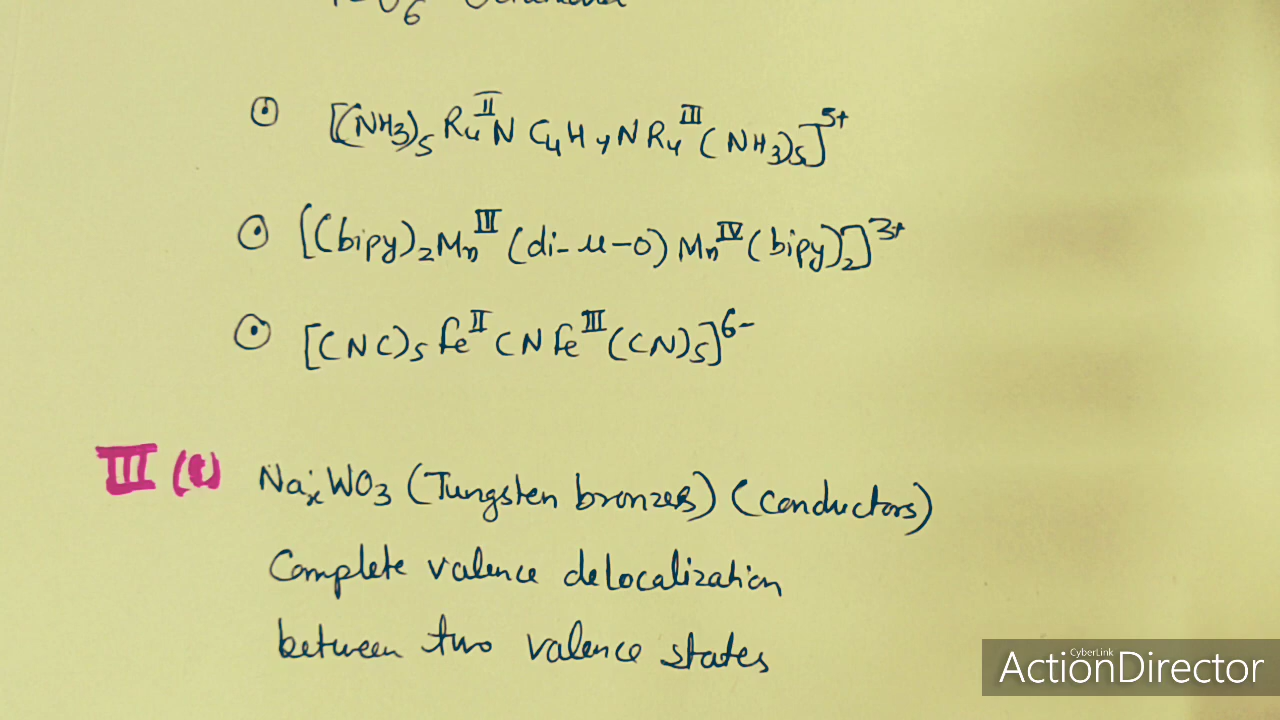 ⊙ [(NH3)5 Ru^II N C4H4 N Ru^III (NH3)5]^5+
⊙ [(bipy)2 Mn^III (di-μ-O) Mn^IV (bipy)2]^3+
⊙ [(NC)5 Fe^II CN Fe^III (CN)5]^6-
III NaxWO3 (Tungsten bronzes) (conductors)
Complete valence delocalization
between two valence states
CyberLink
ActionDirector